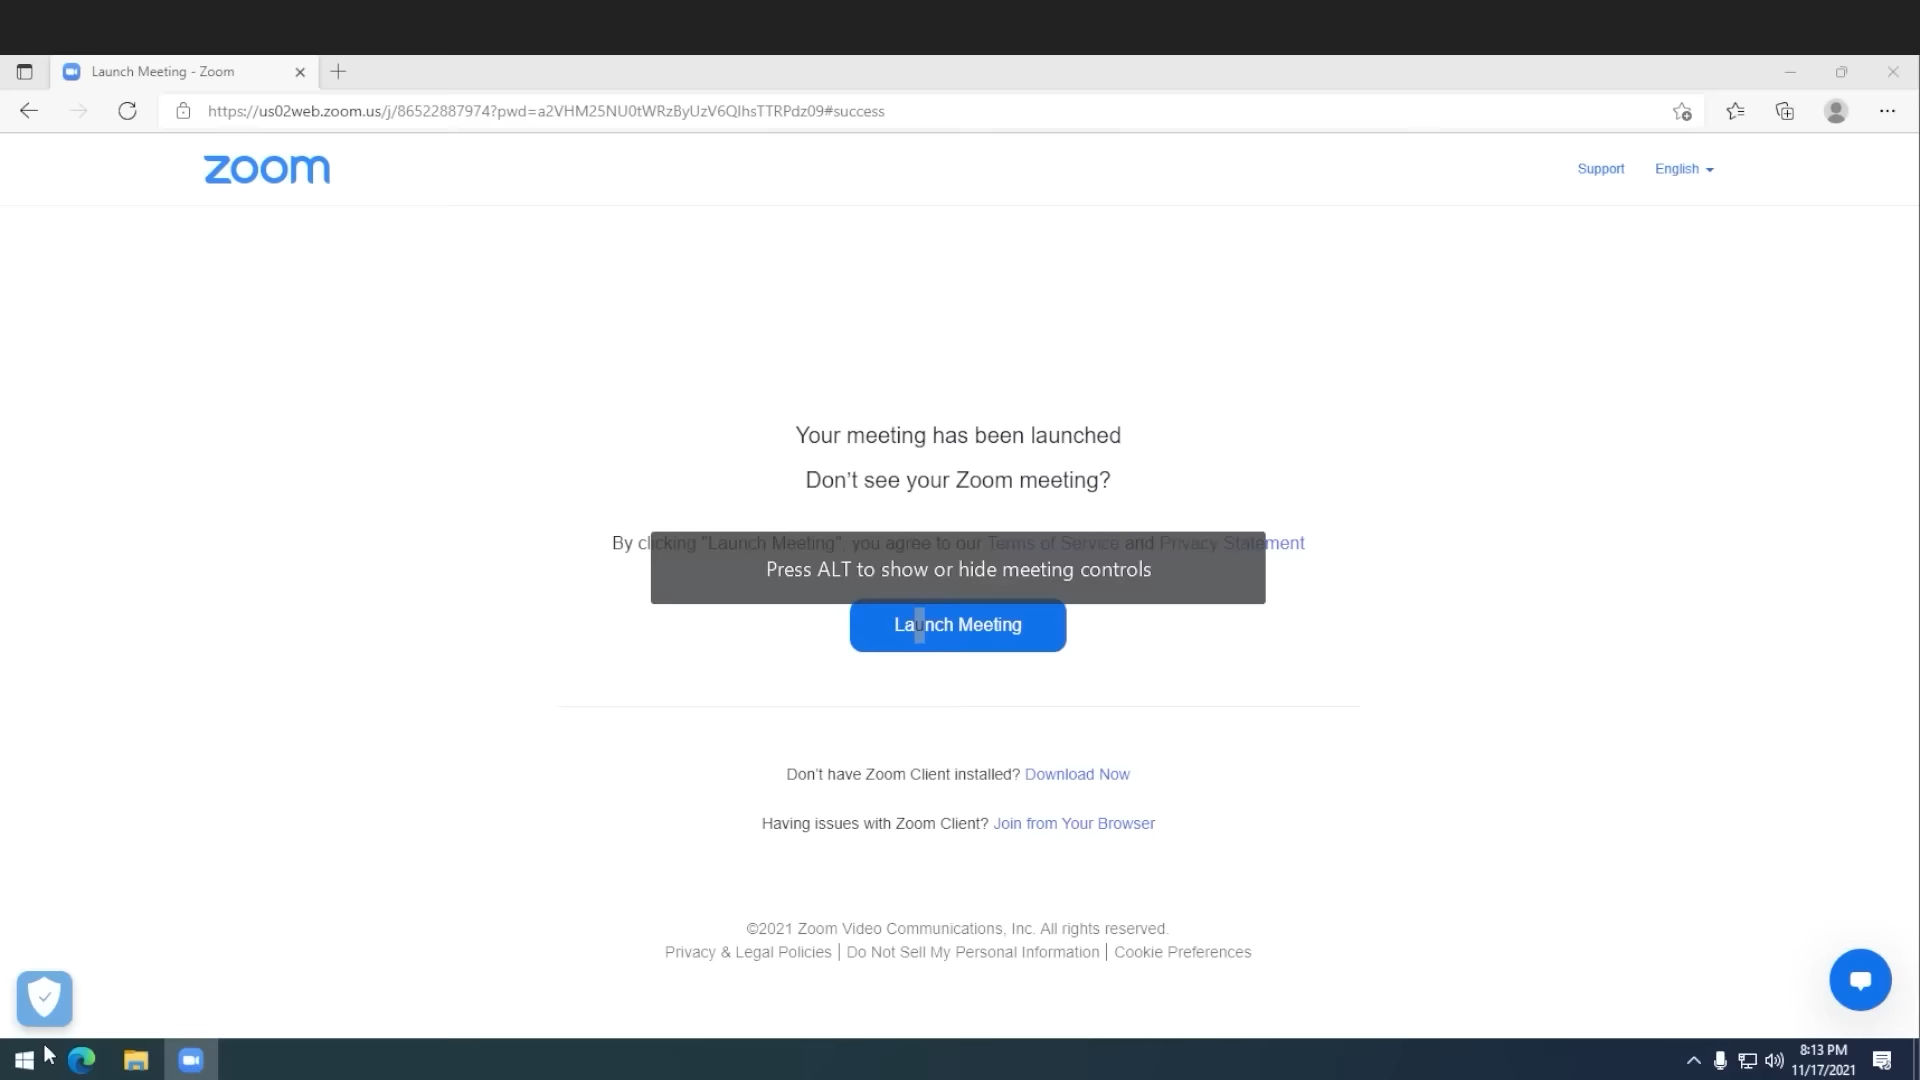 Launch Meeting - Zoom
https://us02web.zoom.us/j/86522887974?pwd=a2VHM25NU0tWRzByUzV6QlhsTTRPdz09#success
zoom
Support
English
Your meeting has been launched
Don't see your Zoom meeting?
By clicking "Launch Meeting", you agree to our Terms of Service and Privacy Statement
Press ALT to show or hide meeting controls
Launch Meeting
Don't have Zoom Client installed? Download Now
Having issues with Zoom Client? Join from Your Browser
©2021 Zoom Video Communications, Inc. All rights reserved.
Privacy & Legal Policies | Do Not Sell My Personal Information | Cookie Preferences
8:13 PM
11/17/2021